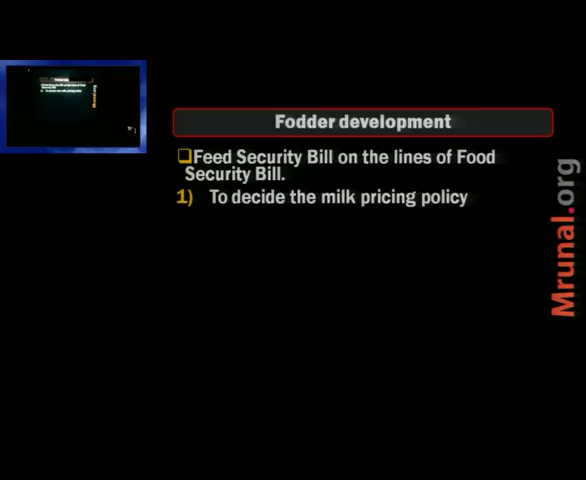 Fodder development
❑Feed Security Bill on the lines of Food
Security Bill.
1) To decide the milk pricing policy
Mrunal.org